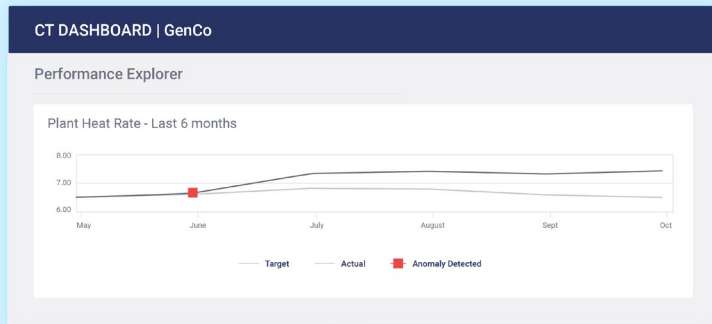 CT DASHBOARD | GenCo
Performance Explorer
Plant Heat Rate - Last 6 months
8.00
7.00
6.00
May June July August Sept Oct
Target Actual Anomaly Detected